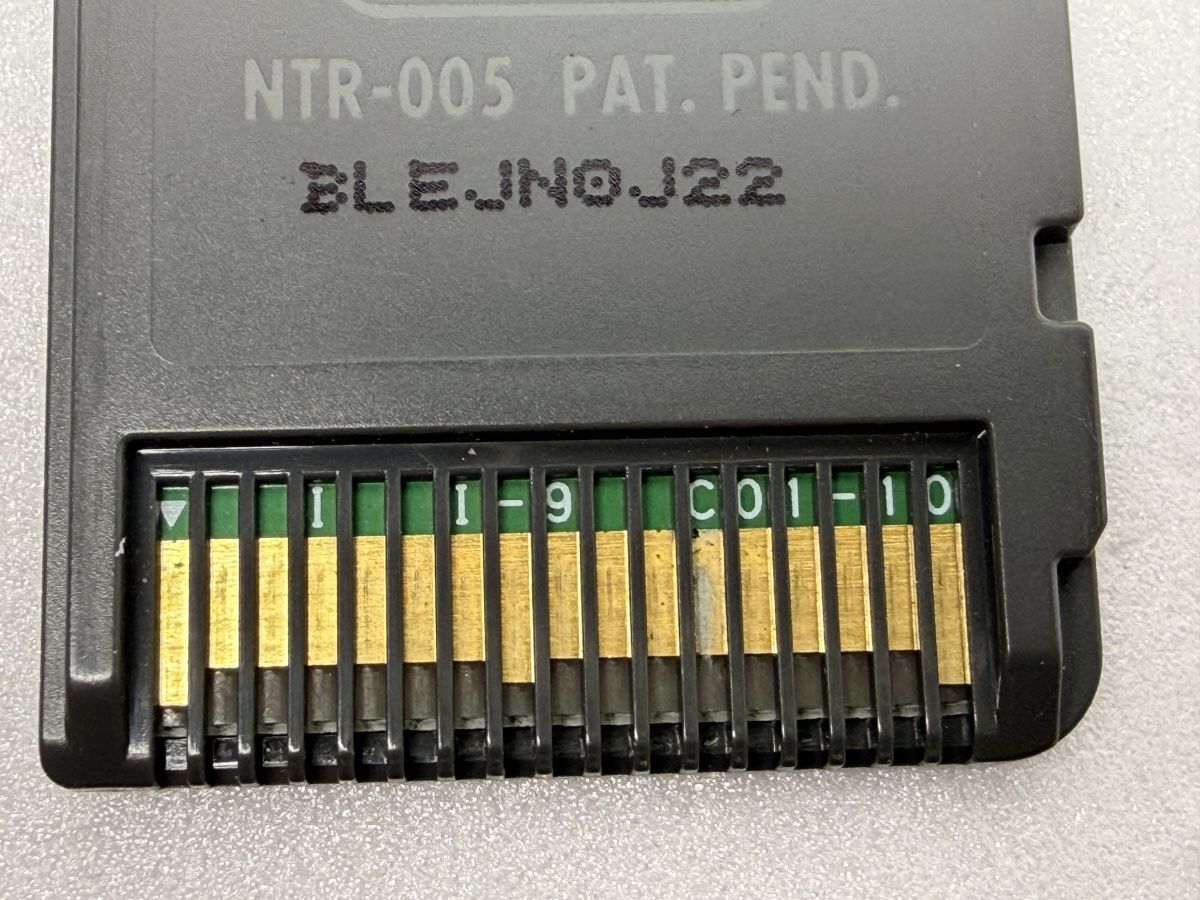 NTR-005 PAT. PEND.
BLEJN0J22
▼ I I-9 C01-10